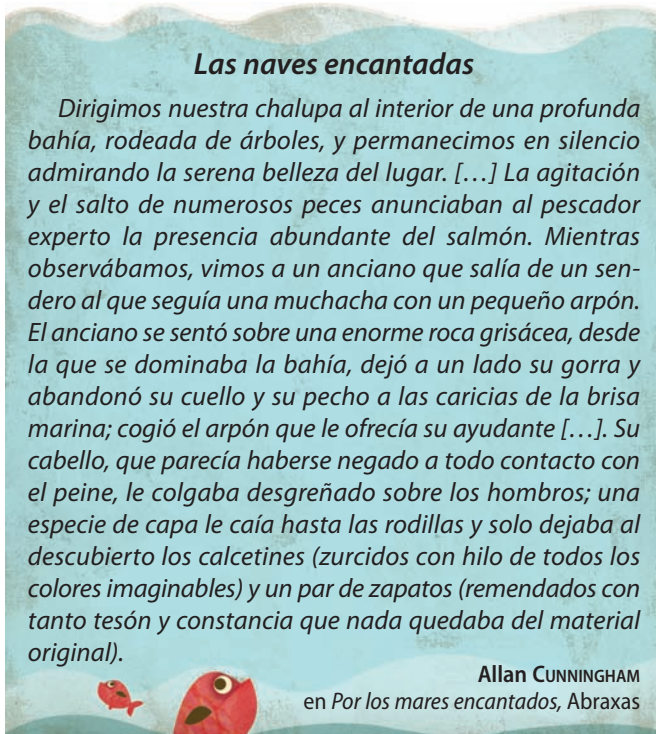 Las naves encantadas
Dirigimos nuestra chalupa al interior de una profunda
bahía, rodeada de árboles, y permanecimos en silencio
admirando la serena belleza del lugar. […] La agitación
y el salto de numerosos peces anunciaban al pescador
experto la presencia abundante del salmón. Mientras
observábamos, vimos a un anciano que salía de un sen-
dero al que seguía una muchacha con un pequeño arpón.
El anciano se sentó sobre una enorme roca grisácea, desde
la que se dominaba la bahía, dejó a un lado su gorra y
abandonó su cuello y su pecho a las caricias de la brisa
marina; cogió el arpón que le ofrecía su ayudante […]. Su
cabello, que parecía haberse negado a todo contacto con
el peine, le colgaba desgreñado sobre los hombros; una
especie de capa le caía hasta las rodillas y solo dejaba al
descubierto los calcetines (zurcidos con hilo de todos los
colores imaginables) y un par de zapatos (remendados con
tanto tesón y constancia que nada quedaba del material
original).
Allan CUNNINGHAM
en Por los mares encantados, Abraxas